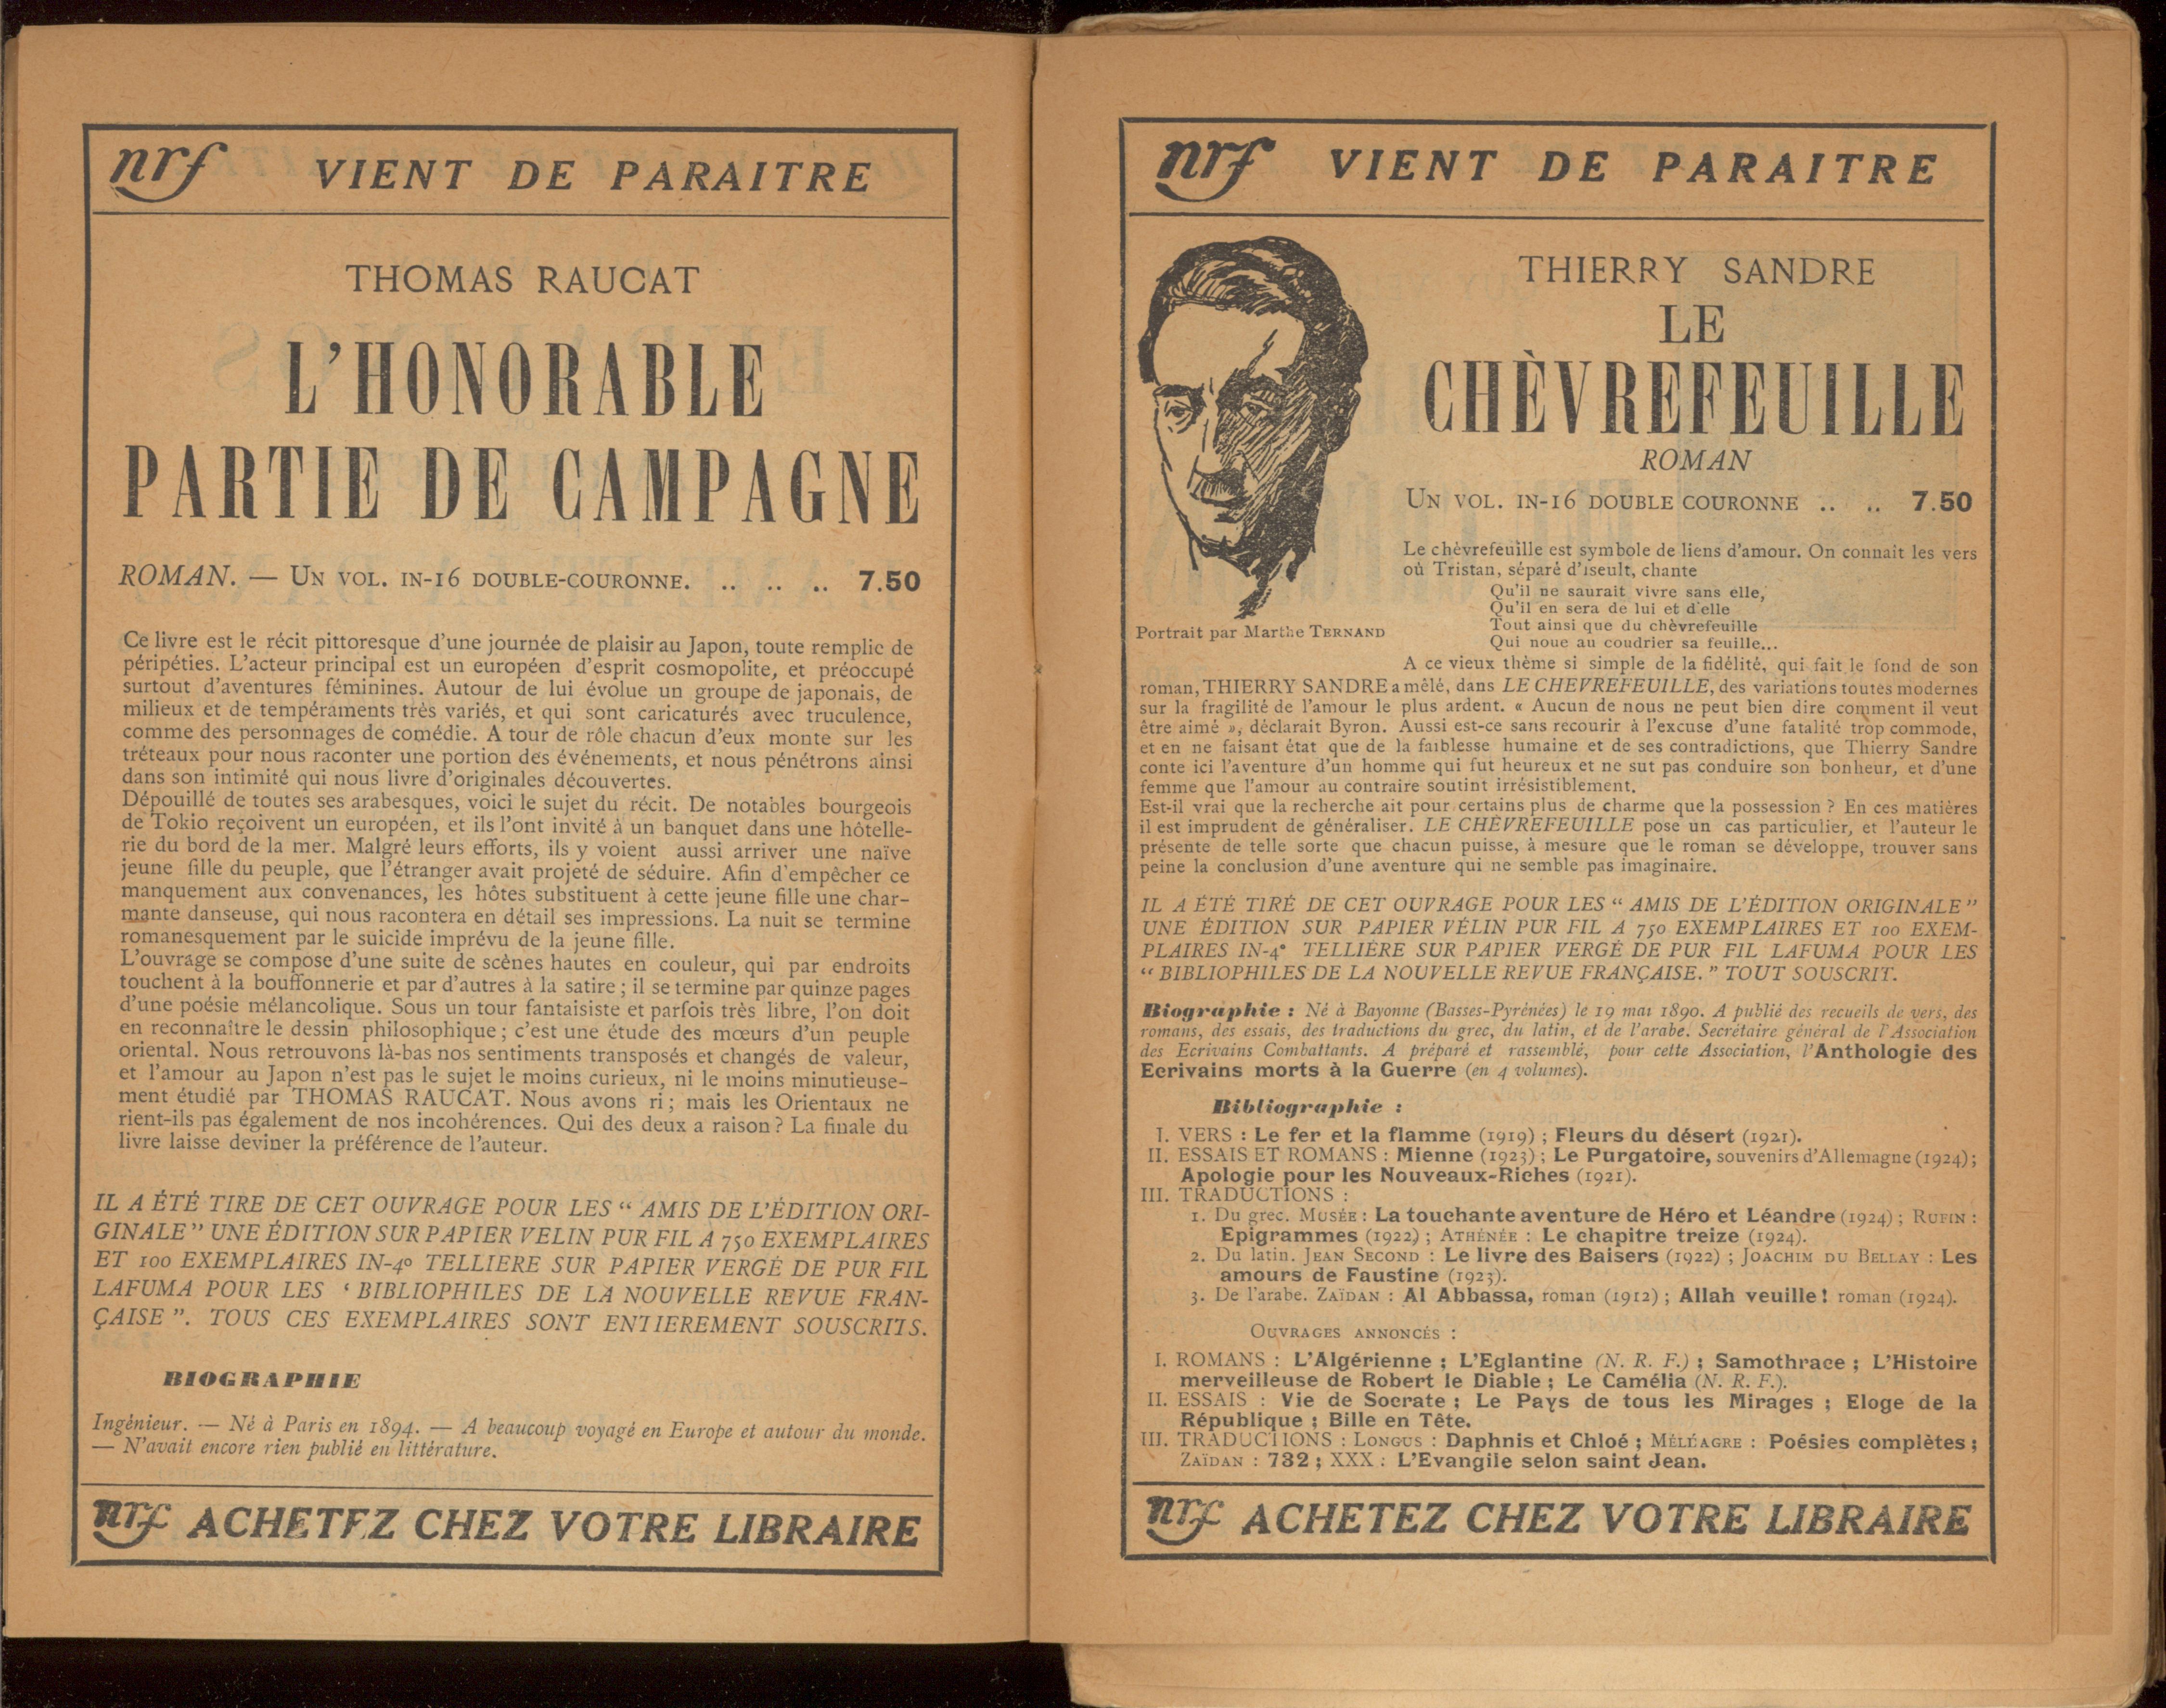 nrf VIENT DE PARAITRE
THOMAS RAUCAT
L'HONORABLE
PARTIE DE CAMPAGNE
ROMAN. — UN VOL. IN-16 DOUBLE-COURONNE. .. .. .. 7.50
Ce livre est le récit pittoresque d'une journée de plaisir au Japon, toute remplie de
péripéties. L'acteur principal est un européen d'esprit cosmopolite, et préoccupé
surtout d'aventures féminines. Autour de lui évolue un groupe de japonais, de
milieux et de tempéraments très variés, et qui sont caricaturés avec truculence,
comme des personnages de comédie. A tour de rôle chacun d'eux monte sur les
tréteaux pour nous raconter une portion des événements, et nous pénétrons ainsi
dans son intimité qui nous livre d'originales découvertes.
Dépouillé de toutes ses arabesques, voici le sujet du récit. De notables bourgeois
de Tokio reçoivent un européen, et ils l'ont invité à un banquet dans une hôtelle-
rie du bord de la mer. Malgré leurs efforts, ils y voient aussi arriver une naïve
jeune fille du peuple, que l'étranger avait projeté de séduire. Afin d'empêcher ce
manquement aux convenances, les hôtes substituent à cette jeune fille une char-
mante danseuse, qui nous racontera en détail ses impressions. La nuit se termine
romanesquement par le suicide imprévu de la jeune fille.
L'ouvrage se compose d'une suite de scènes hautes en couleur, qui par endroits
touchent à la bouffonnerie et par d'autres à la satire ; il se termine par quinze pages
d'une poésie mélancolique. Sous un tour fantaisiste et parfois très libre, l'on doit
en reconnaître le dessin philosophique ; c'est une étude des mœurs d'un peuple
oriental. Nous retrouvons là-bas nos sentiments transposés et changés de valeur,
et l'amour au Japon n'est pas le sujet le moins curieux, ni le moins minutieuse-
ment étudié par THOMAS RAUCAT. Nous avons ri ; mais les Orientaux ne
rient-ils pas également de nos incohérences. Qui des deux a raison ? La finale du
livre laisse deviner la préférence de l'auteur.
IL A ÉTÉ TIRE DE CET OUVRAGE POUR LES “ AMIS DE L'ÉDITION ORI-
GINALE ” UNE ÉDITION SUR PAPIER VELIN PUR FIL A 750 EXEMPLAIRES
ET 100 EXEMPLAIRES IN-4° TELLIERE SUR PAPIER VERGÉ DE PUR FIL
LAFUMA POUR LES ‘ BIBLIOPHILES DE LA NOUVELLE REVUE FRAN-
ÇAISE ”. TOUS CES EXEMPLAIRES SONT ENTIEREMENT SOUSCRITS.
BIOGRAPHIE
Ingénieur. — Né à Paris en 1894. — A beaucoup voyagé en Europe et autour du monde.
— N'avait encore rien publié en littérature.
nrf ACHETEZ CHEZ VOTRE LIBRAIRE
nrf VIENT DE PARAITRE
THIERRY SANDRE
LE
CHÈVREFEUILLE
ROMAN
UN VOL. IN-16 DOUBLE COURONNE .. .. 7.50
Le chèvrefeuille est symbole de liens d'amour. On connaît les vers
où Tristan, séparé d'Iseult, chante
Qu'il ne saurait vivre sans elle,
Qu'il en sera de lui et d'elle
Tout ainsi que du chèvrefeuille
Qui noue au coudrier sa feuille...
Portrait par Marthe TERNAND
A ce vieux thème si simple de la fidélité, qui fait le fond de son
roman, THIERRY SANDRE a mêlé, dans LE CHEVREFEUILLE, des variations toutes modernes
sur la fragilité de l'amour le plus ardent. « Aucun de nous ne peut bien dire comment il veut
être aimé », déclarait Byron. Aussi est-ce sans recourir à l'excuse d'une fatalité trop commode,
et en ne faisant état que de la faiblesse humaine et de ses contradictions, que Thierry Sandre
conte ici l'aventure d'un homme qui fut heureux et ne sut pas conduire son bonheur, et d'une
femme que l'amour au contraire soutint irrésistiblement.
Est-il vrai que la recherche ait pour certains plus de charme que la possession ? En ces matières
il est imprudent de généraliser. LE CHÈVREFEUILLE pose un cas particulier, et l'auteur le
présente de telle sorte que chacun puisse, à mesure que le roman se développe, trouver sans
peine la conclusion d'une aventure qui ne semble pas imaginaire.
IL A ÉTÉ TIRÉ DE CET OUVRAGE POUR LES “ AMIS DE L'ÉDITION ORIGINALE ”
UNE ÉDITION SUR PAPIER VÉLIN PUR FIL A 750 EXEMPLAIRES ET 100 EXEM-
PLAIRES IN-4° TELLIÈRE SUR PAPIER VERGÉ DE PUR FIL LAFUMA POUR LES
“ BIBLIOPHILES DE LA NOUVELLE REVUE FRANÇAISE. ” TOUT SOUSCRIT.
Biographie : Né à Bayonne (Basses-Pyrénées) le 19 mai 1890. A publié des recueils de vers, des
romans, des essais, des traductions du grec, du latin, et de l'arabe. Secrétaire général de l'Association
des Ecrivains Combattants. A préparé et rassemblé, pour cette Association, l'Anthologie des
Ecrivains morts à la Guerre (en 4 volumes).
Bibliographie :
I. VERS : Le fer et la flamme (1919) ; Fleurs du désert (1921).
II. ESSAIS ET ROMANS : Mienne (1923) ; Le Purgatoire, souvenirs d'Allemagne (1924) ;
Apologie pour les Nouveaux-Riches (1921).
III. TRADUCTIONS :
1. Du grec. MUSÉE : La touchante aventure de Héro et Léandre (1924) ; RUFIN :
Epigrammes (1922) ; ATHÉNÉE : Le chapitre treize (1924).
2. Du latin. JEAN SECOND : Le livre des Baisers (1922) ; JOACHIM DU BELLAY : Les
amours de Faustine (1923).
3. De l'arabe. ZAÏDAN : Al Abbassa, roman (1912) ; Allah veuille ! roman (1924).
OUVRAGES ANNONCÉS :
I. ROMANS : L'Algérienne ; L'Eglantine (N. R. F.) ; Samothrace ; L'Histoire
merveilleuse de Robert le Diable ; Le Camélia (N. R. F.).
II. ESSAIS : Vie de Socrate ; Le Pays de tous les Mirages ; Eloge de la
République ; Bille en Tête.
III. TRADUCTIONS : LONGUS : Daphnis et Chloé ; MÉLÉAGRE : Poésies complètes ;
ZAÏDAN : 732 ; XXX : L'Evangile selon saint Jean.
nrf ACHETEZ CHEZ VOTRE LIBRAIRE